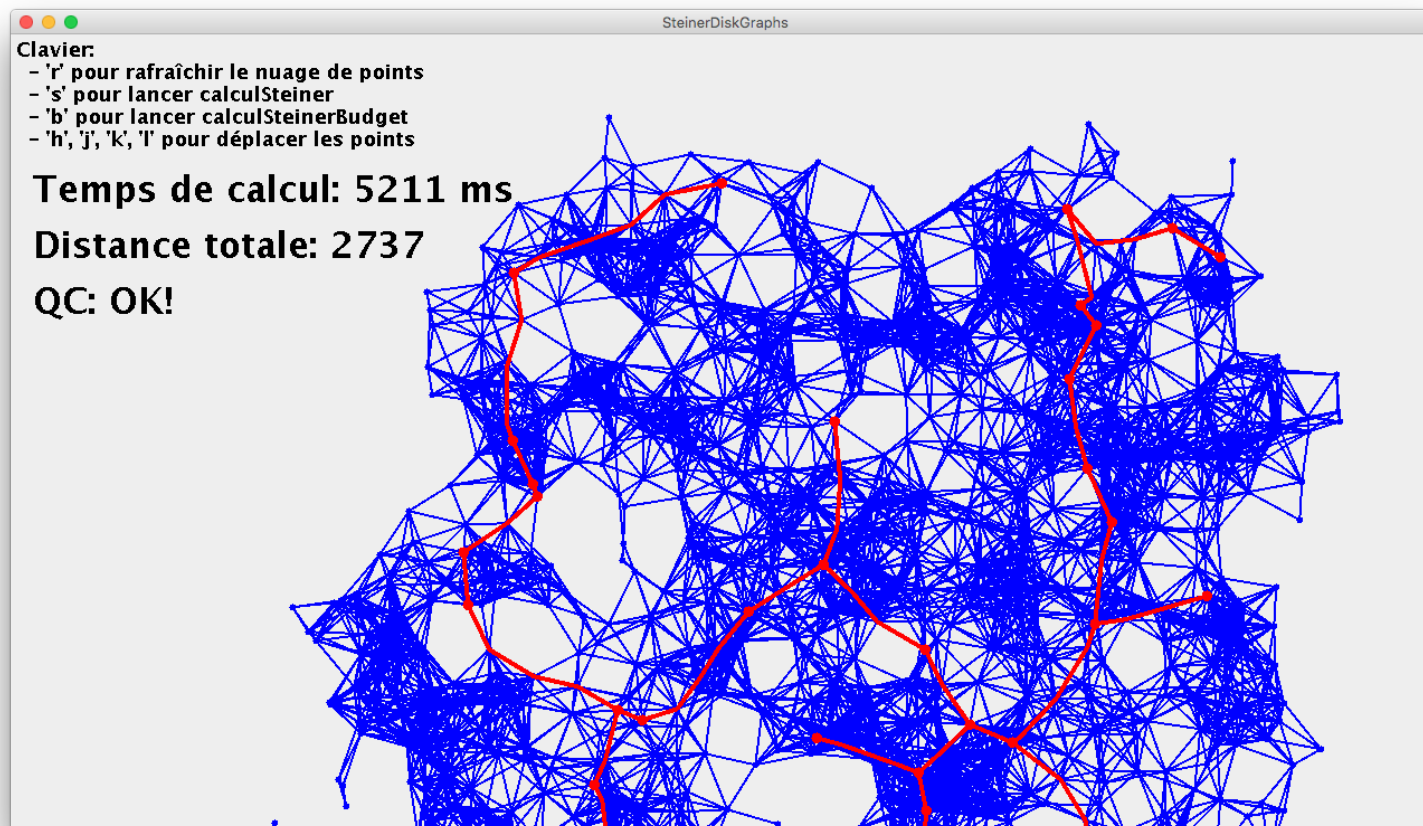 SteinerDiskGraphs
Clavier:
- 'r' pour rafraîchir le nuage de points
- 's' pour lancer calculSteiner
- 'b' pour lancer calculSteinerBudget
- 'h', 'j', 'k', 'l' pour déplacer les points
Temps de calcul: 5211 ms
Distance totale: 2737
QC: OK!